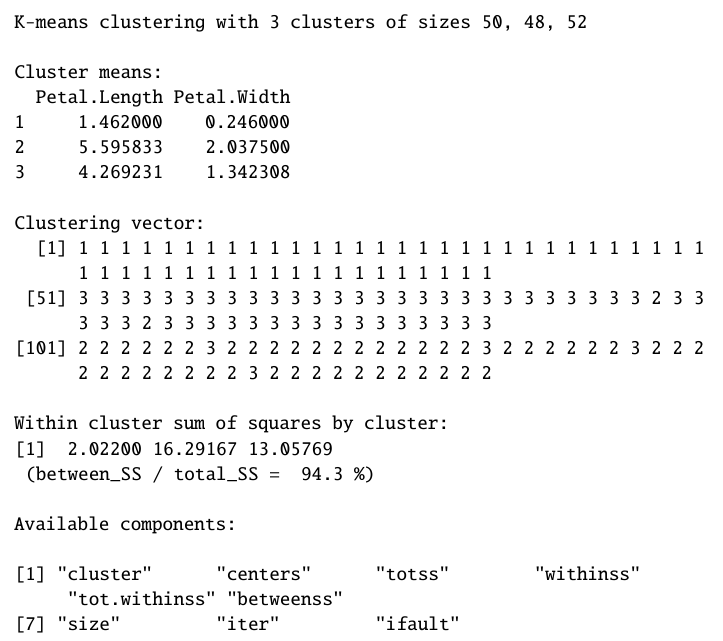 K-means clustering with 3 clusters of sizes 50, 48, 52
Cluster means:
Petal.Length Petal.Width
1 1.462000 0.246000
2 5.595833 2.037500
3 4.269231 1.342308
Clustering vector:
[1] 1 1 1 1 1 1 1 1 1 1 1 1 1 1 1 1 1 1 1 1 1 1 1 1 1 1 1 1 1 1
1 1 1 1 1 1 1 1 1 1 1 1 1 1 1 1 1 1 1 1
[51] 3 3 3 3 3 3 3 3 3 3 3 3 3 3 3 3 3 3 3 3 3 3 3 3 3 3 3 2 3 3
3 3 3 2 3 3 3 3 3 3 3 3 3 3 3 3 3 3 3 3
[101] 2 2 2 2 2 2 3 2 2 2 2 2 2 2 2 2 2 2 2 3 2 2 2 2 2 2 3 2 2 2
2 2 2 2 2 2 2 2 3 2 2 2 2 2 2 2 2 2 2 2
Within cluster sum of squares by cluster:
[1] 2.02200 16.29167 13.05769
(between_SS / total_SS = 94.3 %)
Available components:
[1] "cluster" "centers" "totss" "withinss"
"tot.withinss" "betweenss"
[7] "size" "iter" "ifault"